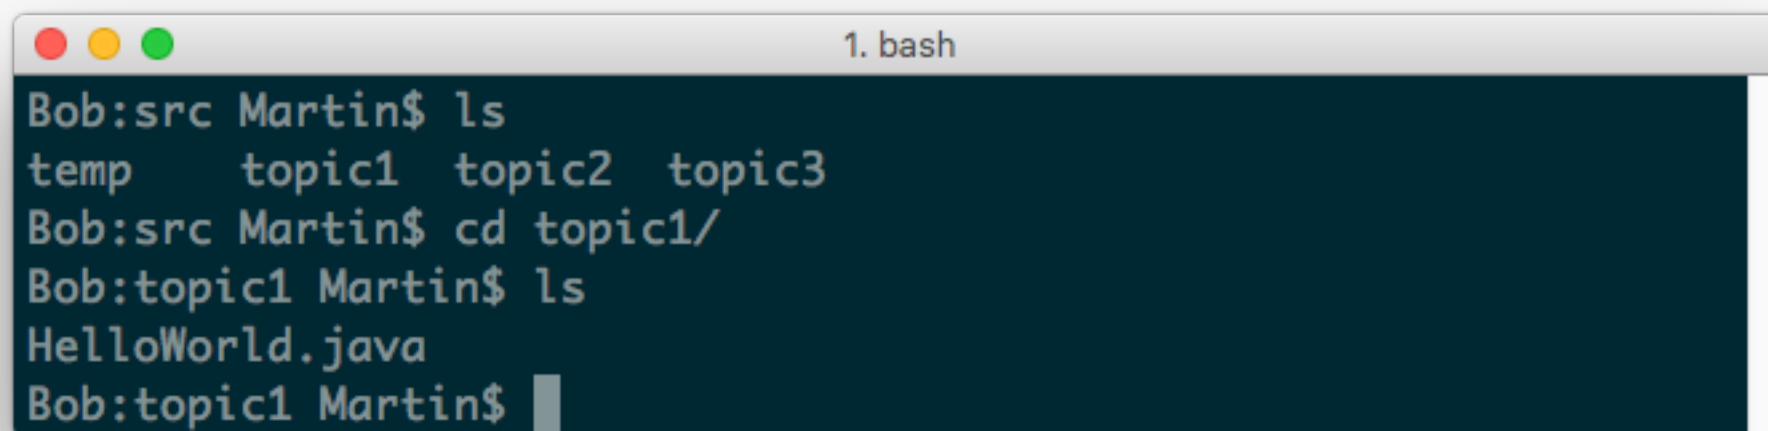 1. bash
Bob:src Martin$ ls
temp    topic1  topic2  topic3
Bob:src Martin$ cd topic1/
Bob:topic1 Martin$ ls
HelloWorld.java
Bob:topic1 Martin$